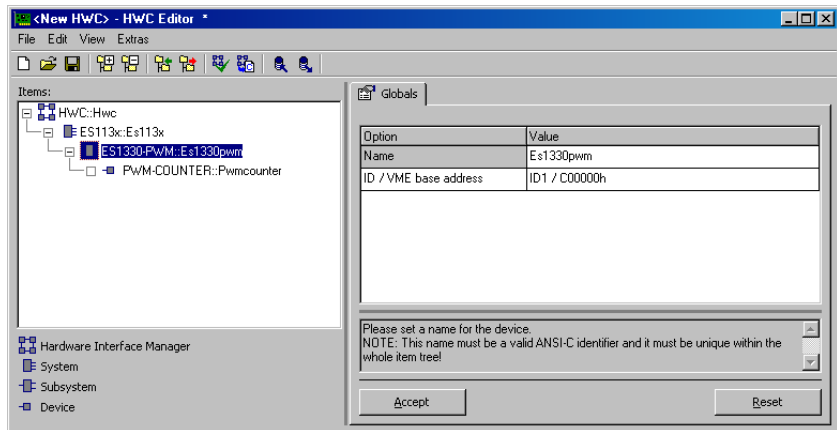 <New HWC> - HWC Editor *
File Edit View Extras
Items:
HWC::Hwc
ES113x::Es113x
ES1330-PWM::Es1330pwm
PWM-COUNTER::Pwmcounter
Hardware Interface Manager
System
Subsystem
Device
Globals
Option Value
Name Es1330pwm
ID / VME base address ID1 / C00000h
Please set a name for the device.
NOTE: This name must be a valid ANSI-C identifier and it must be unique within the
whole item tree!
Accept Reset